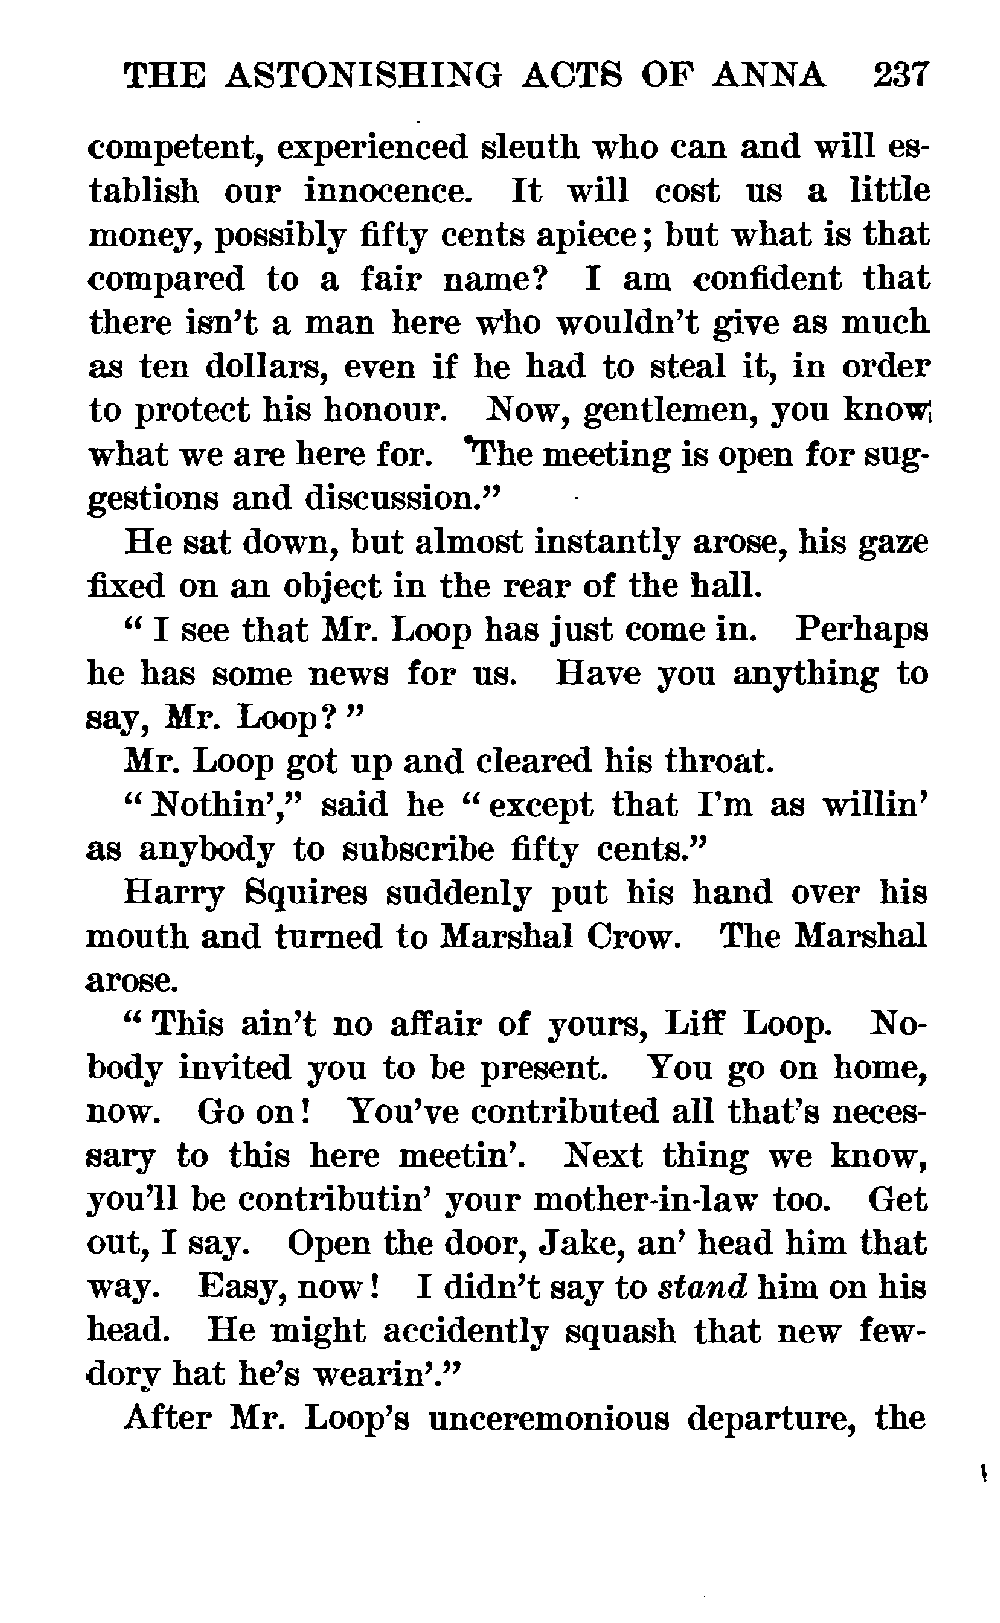 THE ASTONISHING ACTS OF ANNA 237
competent, experienced sleuth who can and will es-
tablish our innocence. It will cost us a little
money, possibly fifty cents apiece; but what is that
compared to a fair name? I am confident that
there isn't a man here who wouldn't give as much
as ten dollars, even if he had to steal it, in order
to protect his honour. Now, gentlemen, you know
what we are here for. The meeting is open for sug-
gestions and discussion."
He sat down, but almost instantly arose, his gaze
fixed on an object in the rear of the hall.
"I see that Mr. Loop has just come in. Perhaps
he has some news for us. Have you anything to
say, Mr. Loop?"
Mr. Loop got up and cleared his throat.
"Nothin'," said he "except that I'm as willin'
as anybody to subscribe fifty cents."
Harry Squires suddenly put his hand over his
mouth and turned to Marshal Crow. The Marshal
arose.
"This ain't no affair of yours, Liff Loop. No-
body invited you to be present. You go on home,
now. Go on! You've contributed all that's neces-
sary to this here meetin'. Next thing we know,
you'll be contributin' your mother-in-law too. Get
out, I say. Open the door, Jake, an' head him that
way. Easy, now! I didn't say to stand him on his
head. He might accidently squash that new few-
dory hat he's wearin'."
After Mr. Loop's unceremonious departure, the